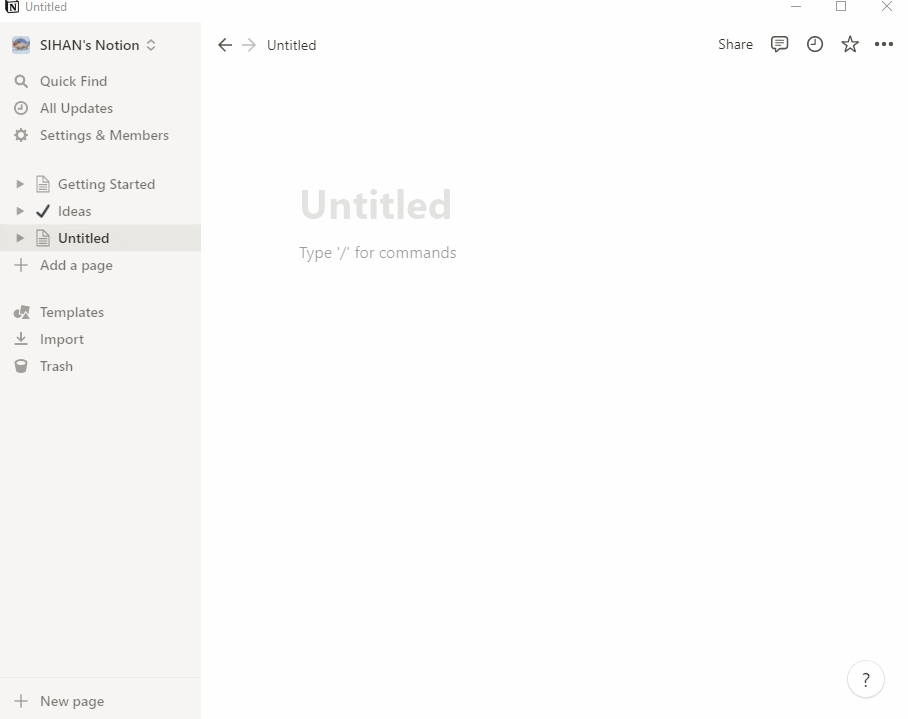 Untitled
SIHAN's Notion
Untitled
Share
Quick Find
All Updates
Settings & Members
Getting Started
Ideas
Untitled
Add a page
Templates
Import
Trash
New page
Untitled
Type '/' for commands
?